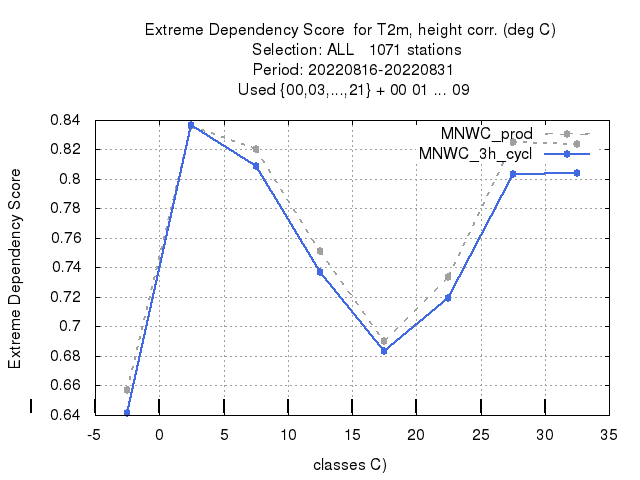 Extreme Dependency Score for T2m, height corr. (deg C)
Selection: ALL 1071 stations
Period: 20220816-20220831
Used {00,03,...,21} + 00 01 ... 09
MNWC_prod
MNWC_3h_cycl
Extreme Dependency Score
0.84
0.82
0.8
0.78
0.76
0.74
0.72
0.7
0.68
0.66
0.64
-5 0 5 10 15 20 25 30 35
classes C)